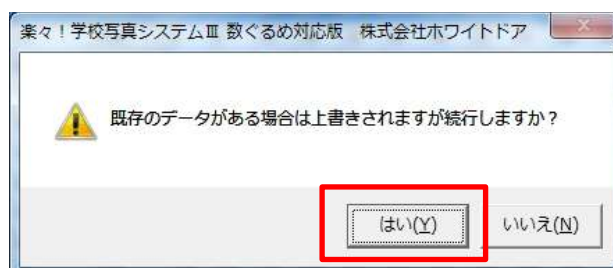 楽々！学校写真システムⅢ 数ぐるめ対応版　株式会社ホワイトドア
既存のデータがある場合は上書きされますが続行しますか？
はい(Y)
いいえ(N)